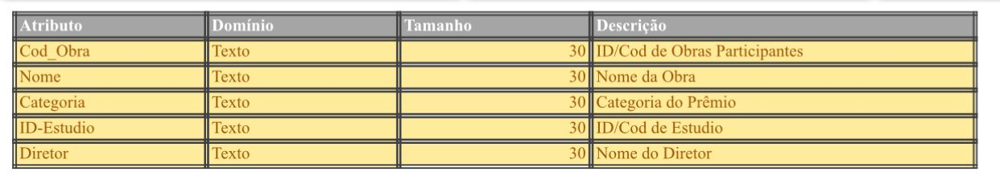 Atributo Domínio Tamanho Descrição
Cod_Obra Texto 30 ID/Cod de Obras Participantes
Nome Texto 30 Nome da Obra
Categoria Texto 30 Categoria do Prêmio
ID-Estudio Texto 30 ID/Cod de Estudio
Diretor Texto 30 Nome do Diretor